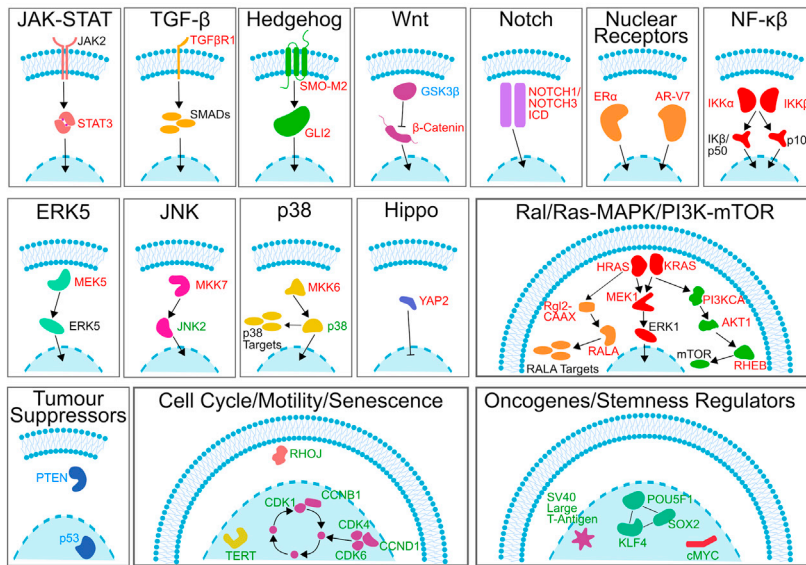 JAK-STAT
JAK2
STAT3
TGF-β
TGFβR1
SMADs
Hedgehog
SMO-M2
GLI2
Wnt
GSK3β
β-Catenin
Notch
NOTCH1/
NOTCH3
ICD
Nuclear
Receptors
ERα
AR-V7
NF-κβ
IKKα
IKKβ
IKβ/
p50
p10
ERK5
MEK5
ERK5
JNK
MKK7
JNK2
p38
MKK6
p38
Targets
p38
Hippo
YAP2
Ral/Ras-MAPK/PI3K-mTOR
HRAS
KRAS
Rgl2-
CAAX
MEK1
PI3KCA
ERK1
AKT1
RALA
mTOR
RHEB
RALA Targets
Tumour
Suppressors
PTEN
p53
Cell Cycle/Motility/Senescence
RHOJ
CCNB1
CDK1
CDK4
CCND1
CDK6
TERT
Oncogenes/Stemness Regulators
SV40
Large
T-Antigen
POU5F1
SOX2
KLF4
cMYC